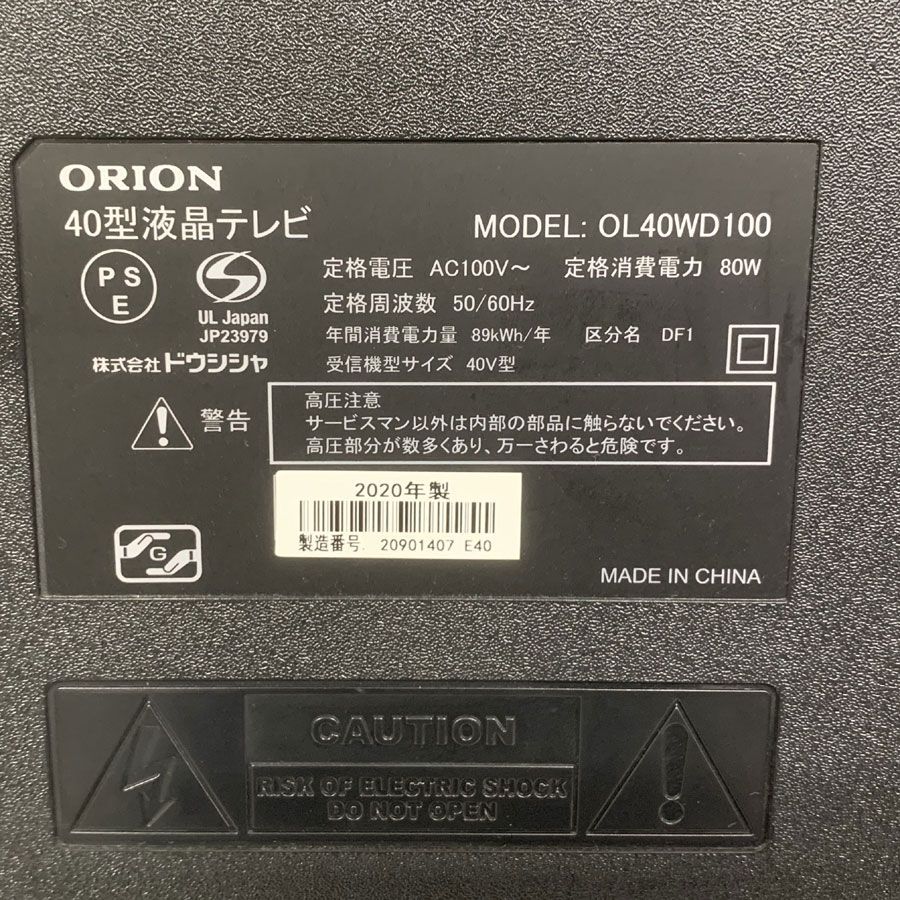 ORION
40型液晶テレビ
MODEL: OL40WD100
PS
E
UL Japan
JP23979
株式会社ドウシシャ
定格電圧 AC100V～ 定格消費電力 80W
定格周波数 50/60Hz
年間消費電力量 89kWh/年 区分名 DF1
受信機型サイズ 40V型
警告
高圧注意
サービスマン以外は内部の部品に触らないでください。
高圧部分が数多くあり、万一さわると危険です。
2020年製
製造番号. 20901407 E40
G
MADE IN CHINA
CAUTION
RISK OF ELECTRIC SHOCK
DO NOT OPEN